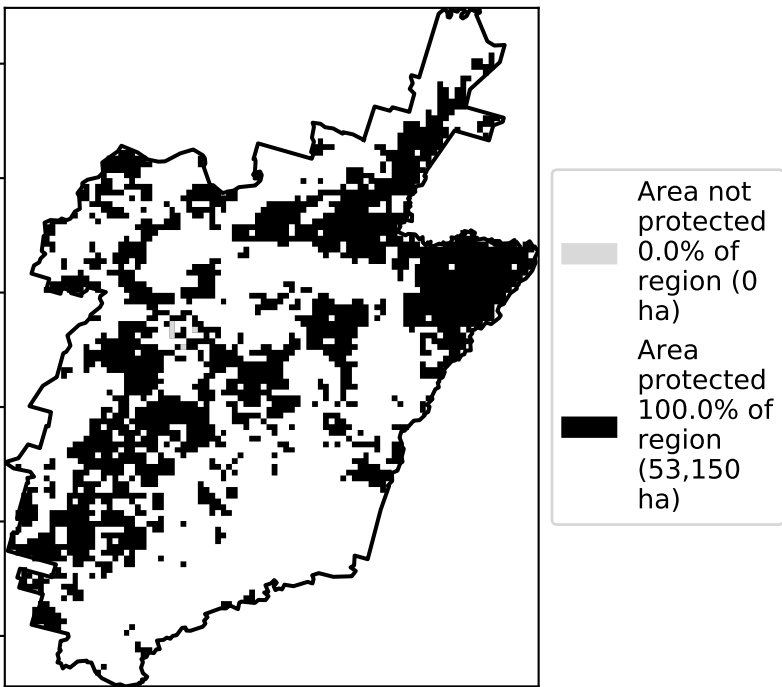 Area not
protected
0.0% of
region (0
ha)
Area
protected
100.0% of
region
(53,150
ha)